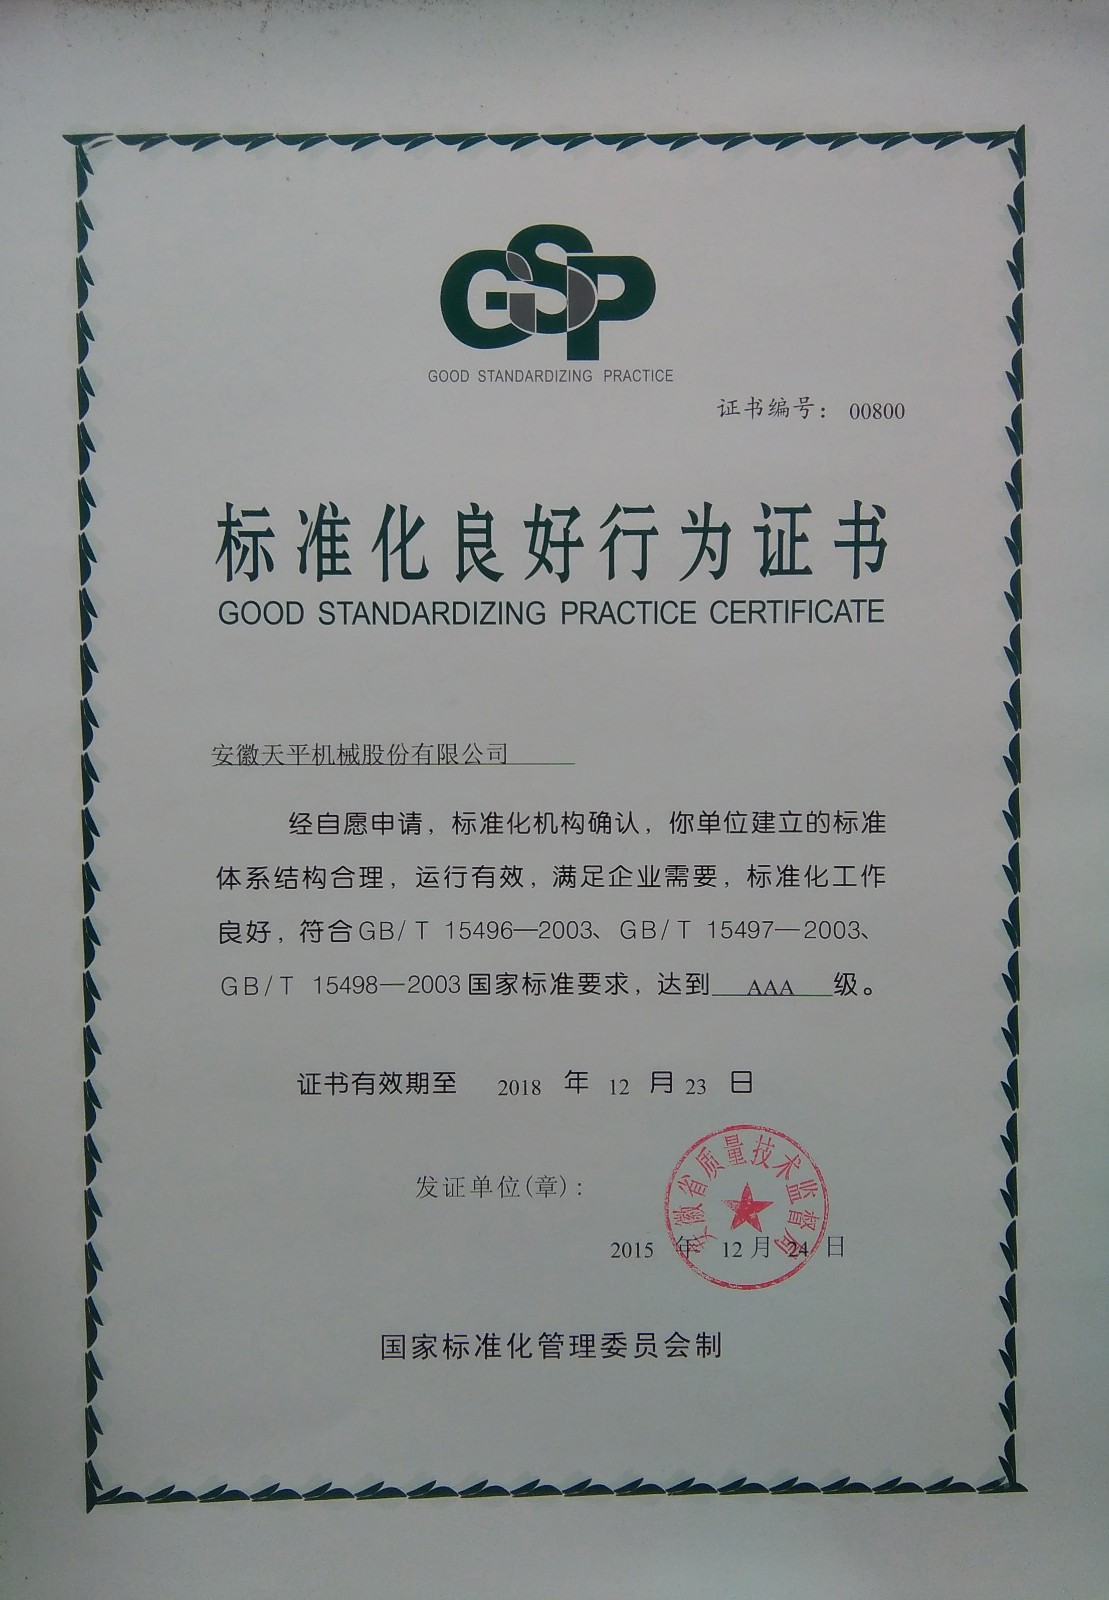 GSP
GOOD STANDARDIZING PRACTICE
证书编号： 00800
标准化良好行为证书
GOOD STANDARDIZING PRACTICE CERTIFICATE
安徽天平机械股份有限公司
经自愿申请，标准化机构确认，你单位建立的标准
体系结构合理，运行有效，满足企业需要，标准化工作
良好，符合GB/T 15496—2003、GB/T 15497—2003、
GB/T 15498—2003国家标准要求，达到 AAA 级。
证书有效期至 2018 年 12 月 23 日
发证单位(章)：
安徽省质量技术监督局
2015 年 12 月 24 日
国家标准化管理委员会制